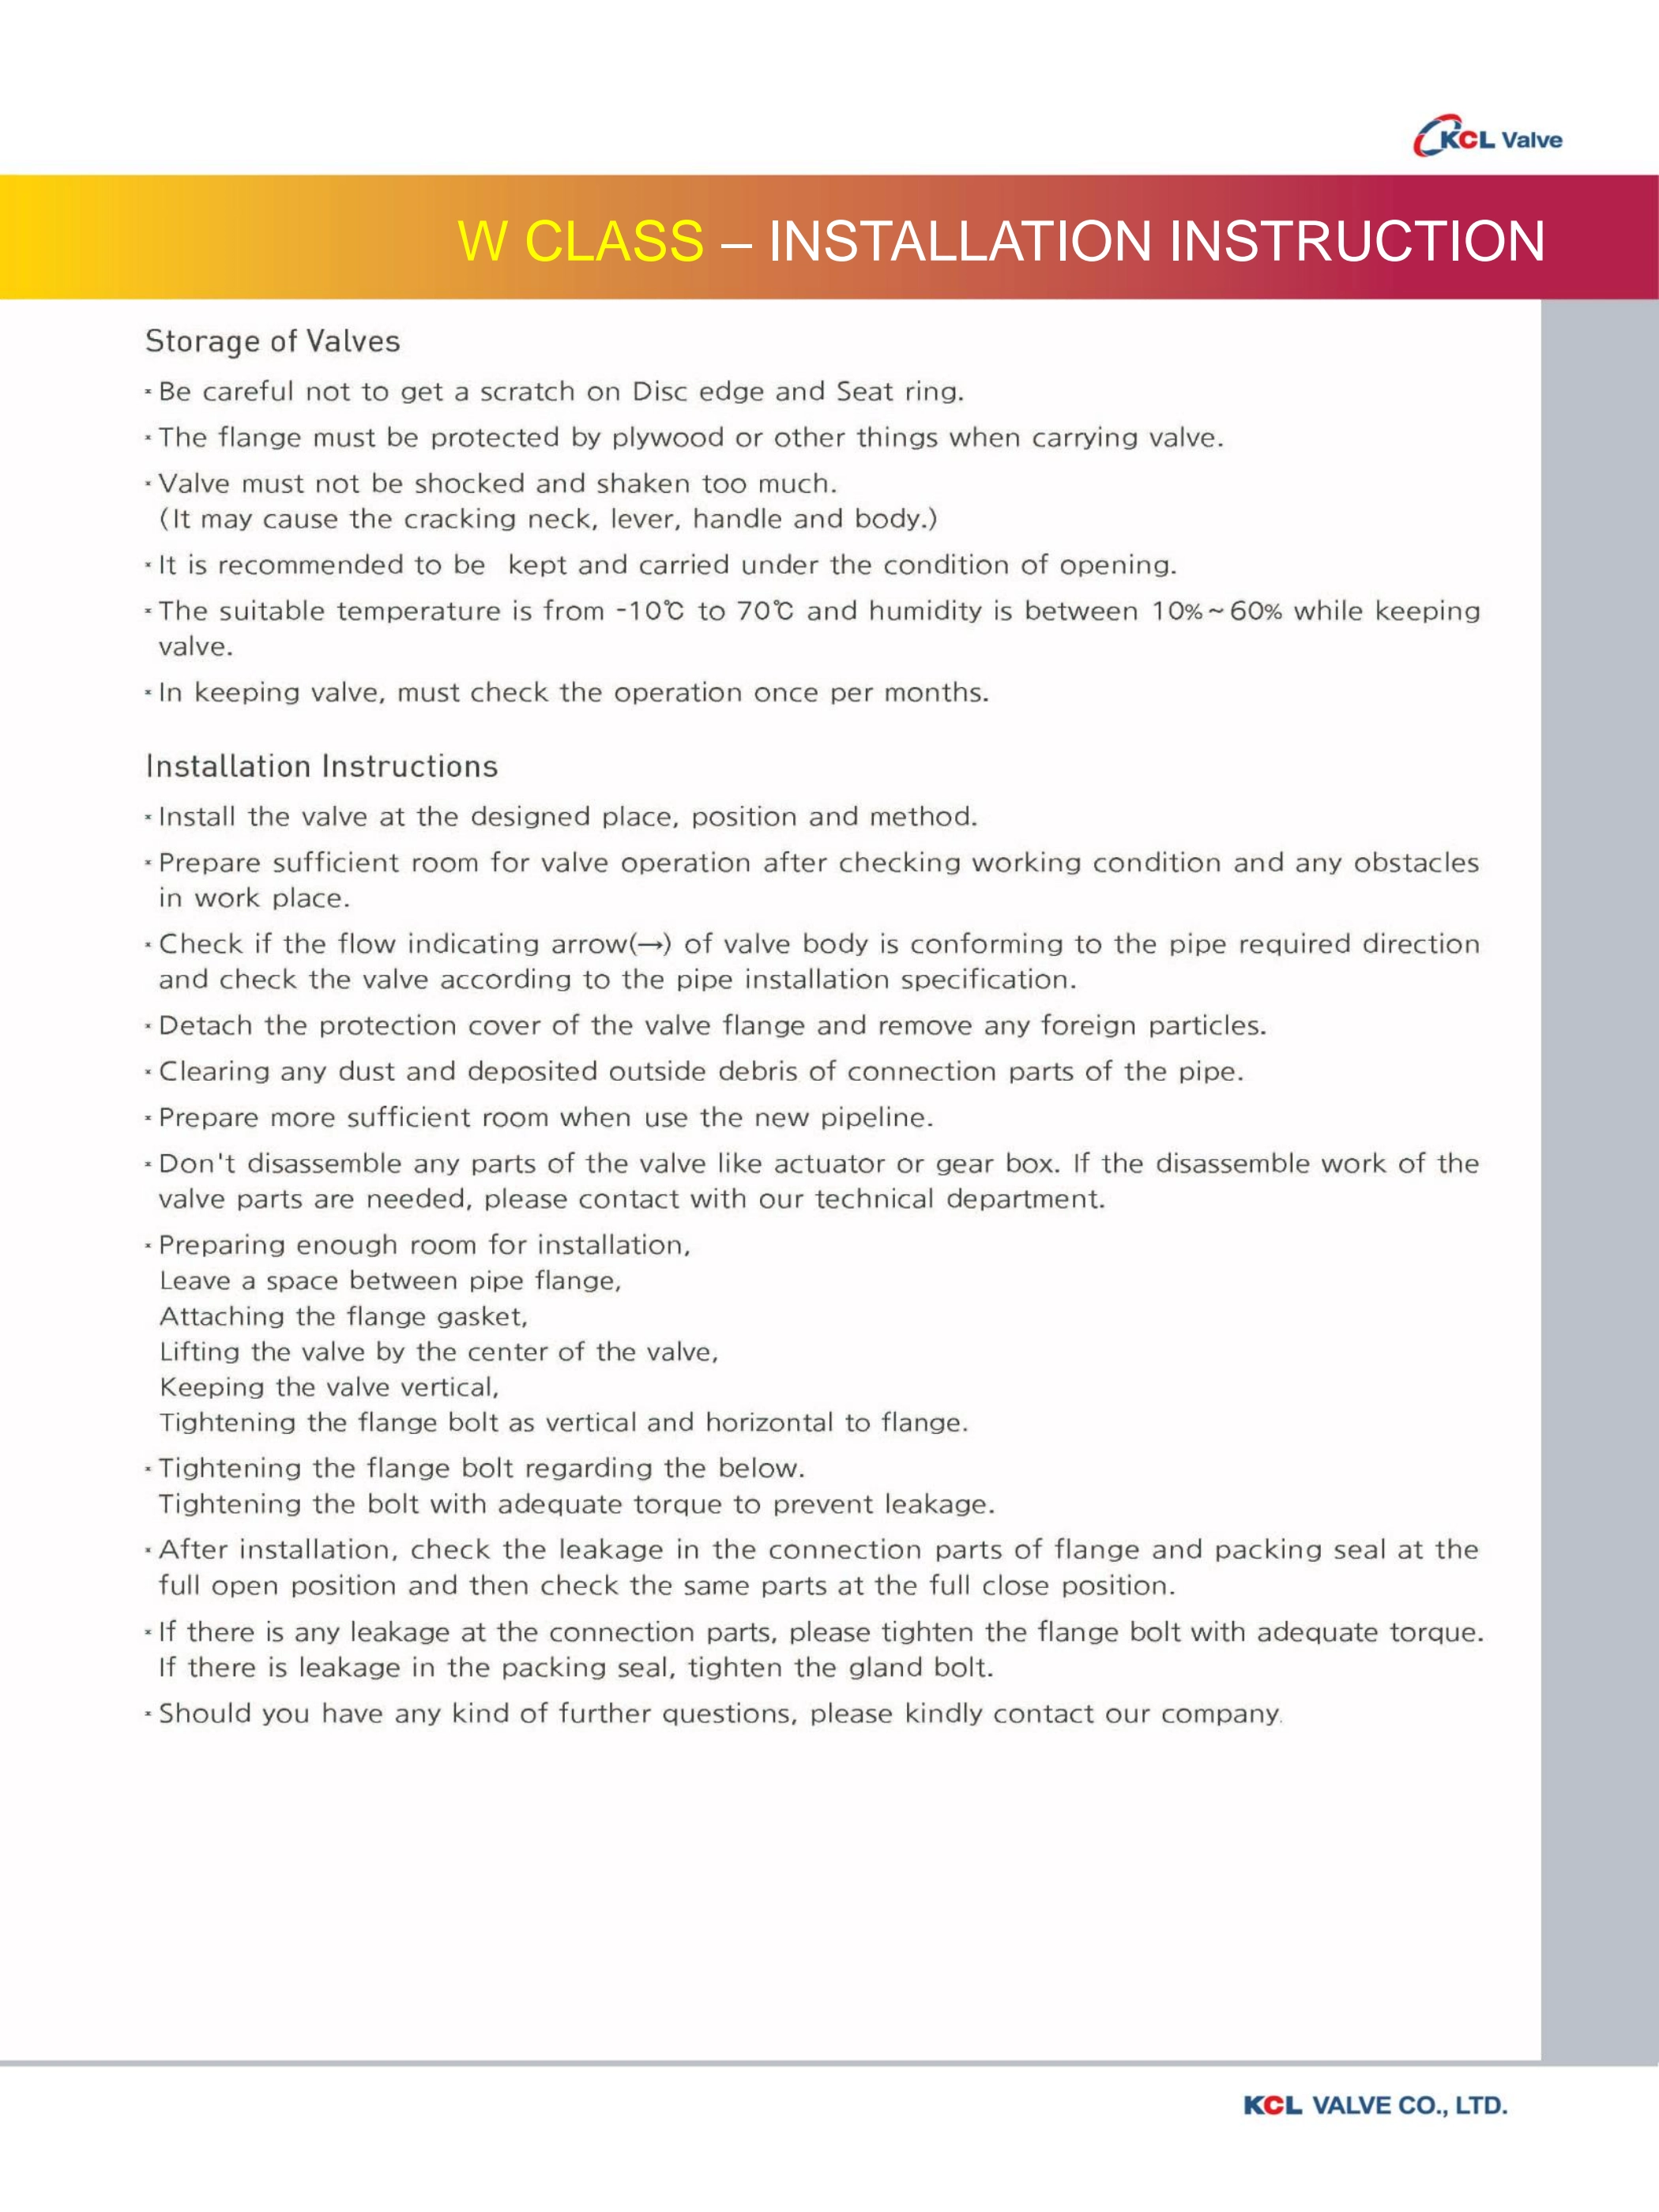 KCL Valve
W CLASS – INSTALLATION INSTRUCTION
Storage of Valves
* Be careful not to get a scratch on Disc edge and Seat ring.
* The flange must be protected by plywood or other things when carrying valve.
* Valve must not be shocked and shaken too much.
(It may cause the cracking neck, lever, handle and body.)
* It is recommended to be  kept and carried under the condition of opening.
* The suitable temperature is from -10℃ to 70℃ and humidity is between 10%~60% while keeping
valve.
* In keeping valve, must check the operation once per months.
Installation Instructions
* Install the valve at the designed place, position and method.
* Prepare sufficient room for valve operation after checking working condition and any obstacles
in work place.
* Check if the flow indicating arrow(→) of valve body is conforming to the pipe required direction
and check the valve according to the pipe installation specification.
* Detach the protection cover of the valve flange and remove any foreign particles.
* Clearing any dust and deposited outside debris of connection parts of the pipe.
* Prepare more sufficient room when use the new pipeline.
* Don't disassemble any parts of the valve like actuator or gear box. If the disassemble work of the
valve parts are needed, please contact with our technical department.
* Preparing enough room for installation,
Leave a space between pipe flange,
Attaching the flange gasket,
Lifting the valve by the center of the valve,
Keeping the valve vertical,
Tightening the flange bolt as vertical and horizontal to flange.
* Tightening the flange bolt regarding the below.
Tightening the bolt with adequate torque to prevent leakage.
* After installation, check the leakage in the connection parts of flange and packing seal at the
full open position and then check the same parts at the full close position.
* If there is any leakage at the connection parts, please tighten the flange bolt with adequate torque.
If there is leakage in the packing seal, tighten the gland bolt.
* Should you have any kind of further questions, please kindly contact our company.
KCL VALVE CO., LTD.